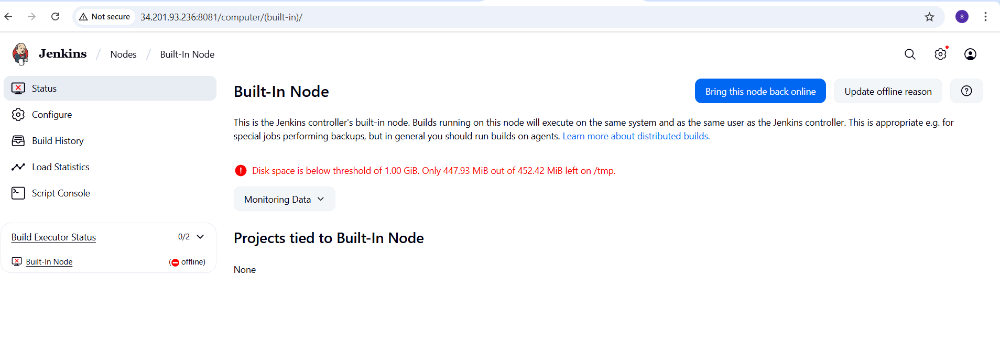 Not secure 34.201.93.236:8081/computer/(built-in)/
S
Jenkins / Nodes / Built-In Node
Status
Configure
Build History
Load Statistics
Script Console
Build Executor Status 0/2
Built-In Node (offline)
Built-In Node
Bring this node back online
Update offline reason
This is the Jenkins controller's built-in node. Builds running on this node will execute on the same system and as the same user as the Jenkins controller. This is appropriate e.g. for
special jobs performing backups, but in general you should run builds on agents. Learn more about distributed builds.
Disk space is below threshold of 1.00 GiB. Only 447.93 MiB out of 452.42 MiB left on /tmp.
Monitoring Data
Projects tied to Built-In Node
None